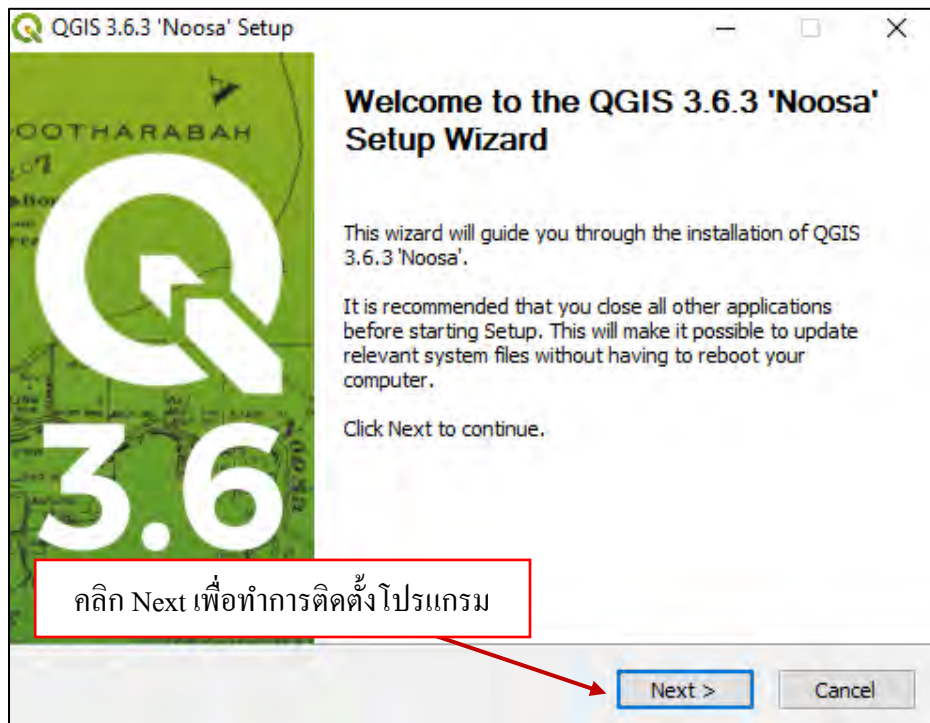 QGIS 3.6.3 'Noosa' Setup
OOTHARABAH
3.6
Welcome to the QGIS 3.6.3 'Noosa'
Setup Wizard
This wizard will guide you through the installation of QGIS
3.6.3 'Noosa'.
It is recommended that you close all other applications
before starting Setup. This will make it possible to update
relevant system files without having to reboot your
computer.
Click Next to continue.
คลิก Next เพื่อทำการติดตั้งโปรแกรม
Next >
Cancel